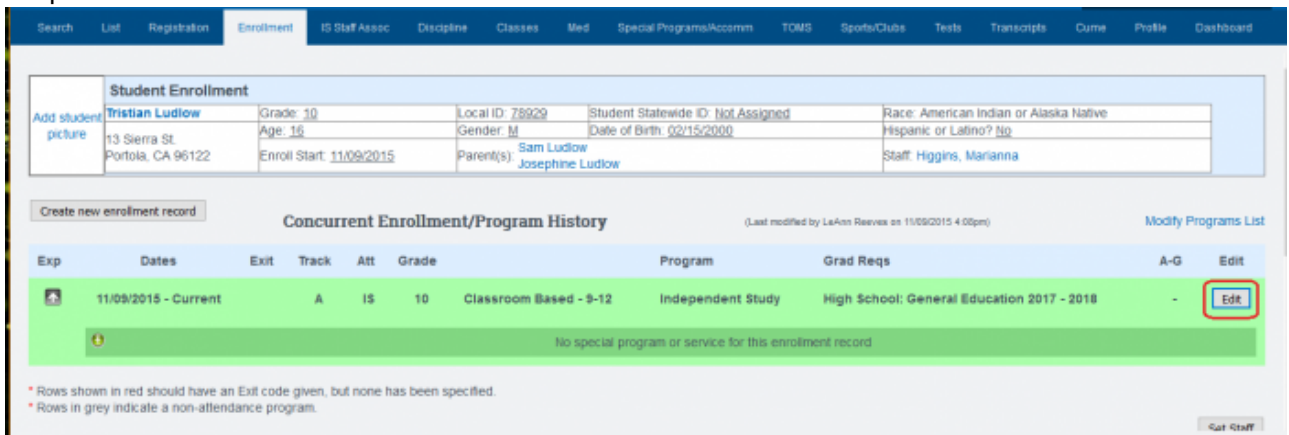 Search List Registration Enrollment IS Staff Assoc Discipline Classes Med Special Programs/Accomm TOMS Sports/Clubs Tests Transcripts Cume Profile Dashboard
Student Enrollment
Add student picture
Tristian Ludlow Grade: 10 Local ID: 78929 Student Statewide ID: Not Assigned Race: American Indian or Alaska Native
13 Sierra St. Age: 16 Gender: M Date of Birth: 02/15/2000 Hispanic or Latino? No
Portola, CA 96122 Enroll Start: 11/09/2015 Parent(s): Sam Ludlow Josephine Ludlow Staff: Higgins, Marianna
Create new enrollment record Concurrent Enrollment/Program History (Last modified by LeAnn Reeves on 11/09/2015 4:08pm) Modify Programs List
Exp Dates Exit Track Att Grade Program Grad Reqs A-G Edit
11/09/2015 - Current A IS 10 Classroom Based - 9-12 Independent Study High School: General Education 2017 - 2018 - Edit
No special program or service for this enrollment record
* Rows shown in red should have an Exit code given, but none has been specified.
* Rows in grey indicate a non-attendance program.
Set Staff